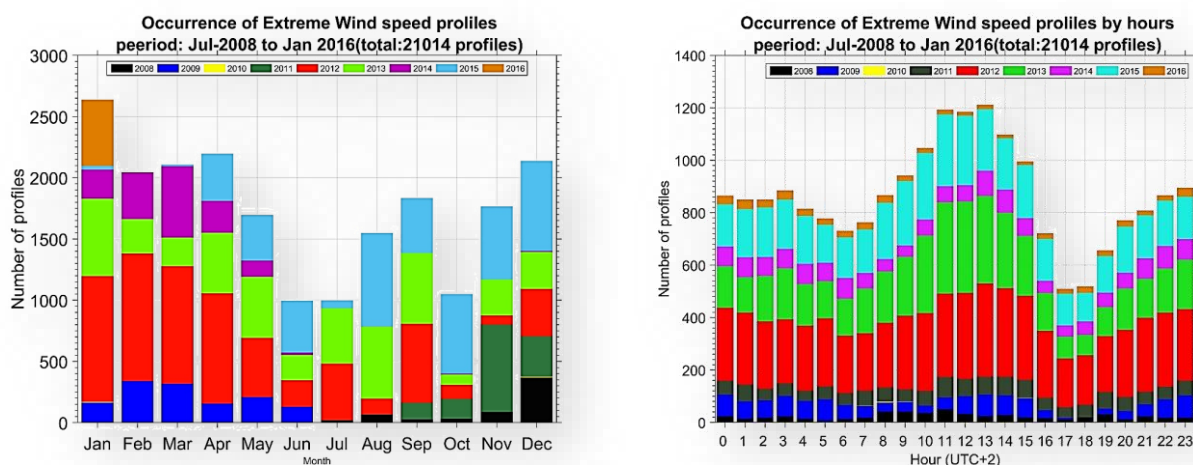 Occurrence of Extreme Wind speed proliles
peeriod: Jul-2008 to Jan 2016(total:21014 profiles)
3000
2500
2000
1500
1000
500
0
Number of profiles
2008 2009 2010 2011 2012 2013 2014 2015 2016
Jan Feb Mar Apr May Jun Jul Aug Sep Oct Nov Dec
Month
Occurrence of Extreme Wind speed proliles by hours
peeriod: Jul-2008 to Jan 2016(total:21014 profiles)
1400
1200
1000
800
600
400
200
0
Number of profiles
2008 2009 2010 2011 2012 2013 2014 2015 2016
0 1 2 3 4 5 6 7 8 9 10 11 12 13 14 15 16 17 18 19 20 21 22 23
Hour (UTC+2)